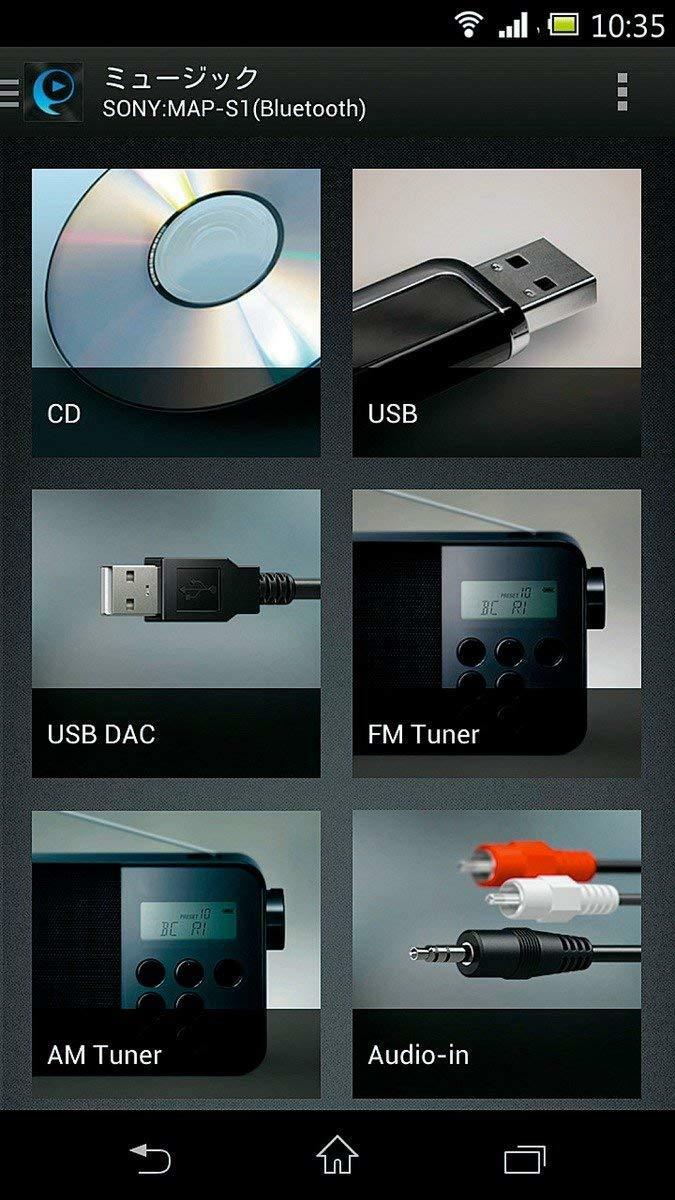 10:35
ミュージック
SONY:MAP-S1(Bluetooth)
CD
USB
USB DAC
PRESET 10
BC R1
FM Tuner
PRESET 10
BC R1
AM Tuner
Audio-in